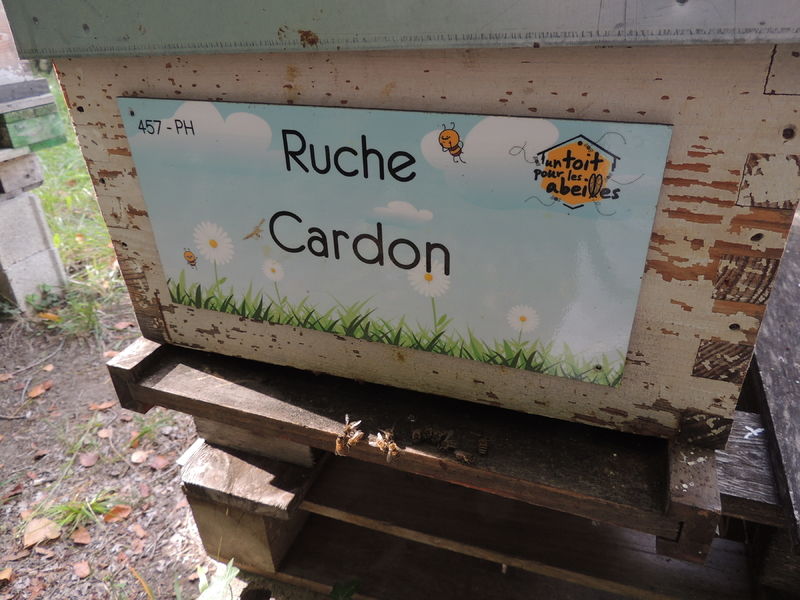 457 - PH
Ruche
Cardon
un toit
pour les
abeilles